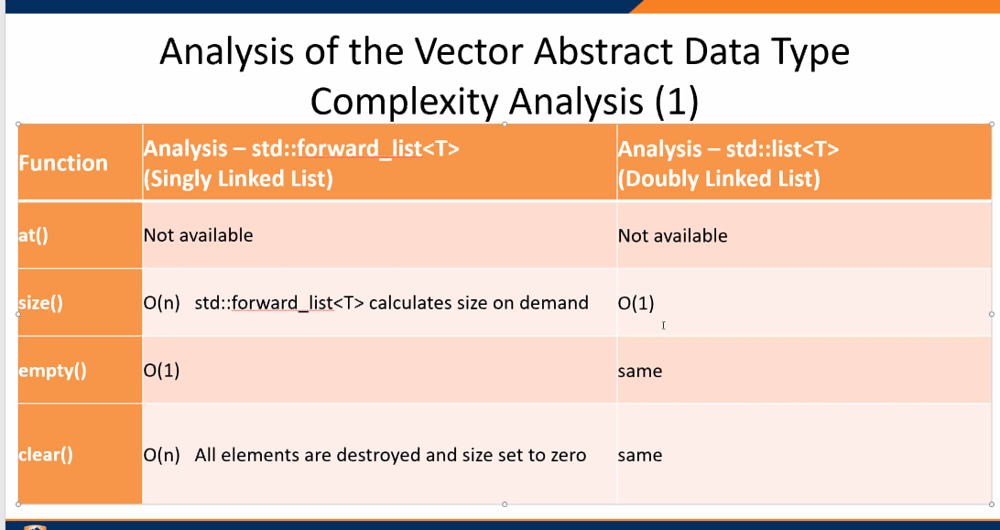 Analysis of the Vector Abstract Data Type
Complexity Analysis (1)
Function
Analysis – std::forward_list<T>
(Singly Linked List)
Analysis – std::list<T>
(Doubly Linked List)
at()
Not available
Not available
size()
O(n)   std::forward_list<T> calculates size on demand
O(1)
empty()
O(1)
same
clear()
O(n)   All elements are destroyed and size set to zero
same